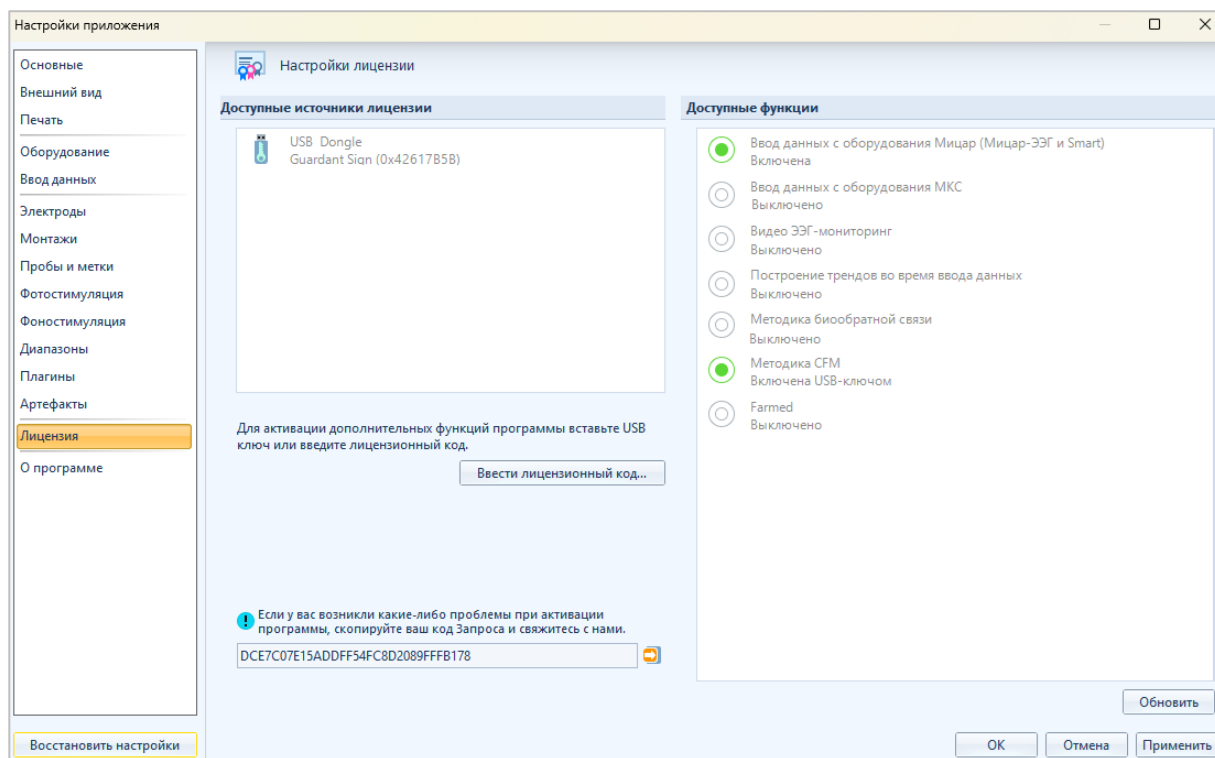 Настройки приложения
Основные
Внешний вид
Печать
Оборудование
Ввод данных
Электроды
Монтажи
Пробы и метки
Фотостимуляция
Фоностимуляция
Диапазоны
Плагины
Артефакты
Лицензия
О программе
Восстановить настройки
Настройки лицензии
Доступные источники лицензии
USB Dongle
Guardant Sign (0x42617B5B)
Для активации дополнительных функций программы вставьте USB
ключ или введите лицензионный код.
Ввести лицензионный код...
Если у вас возникли какие-либо проблемы при активации
программы, скопируйте ваш код Запроса и свяжитесь с нами.
DCE7C07E15ADDFF54FC8D2089FFFB178
Доступные функции
Ввод данных с оборудования Мицар (Мицар-ЭЭГ и Smart)
Включена
Ввод данных с оборудования МКС
Выключено
Видео ЭЭГ-мониторинг
Выключено
Построение трендов во время ввода данных
Выключено
Методика биообратной связи
Выключено
Методика CFM
Включена USB-ключом
Farmed
Выключено
Обновить
ОК
Отмена
Применить